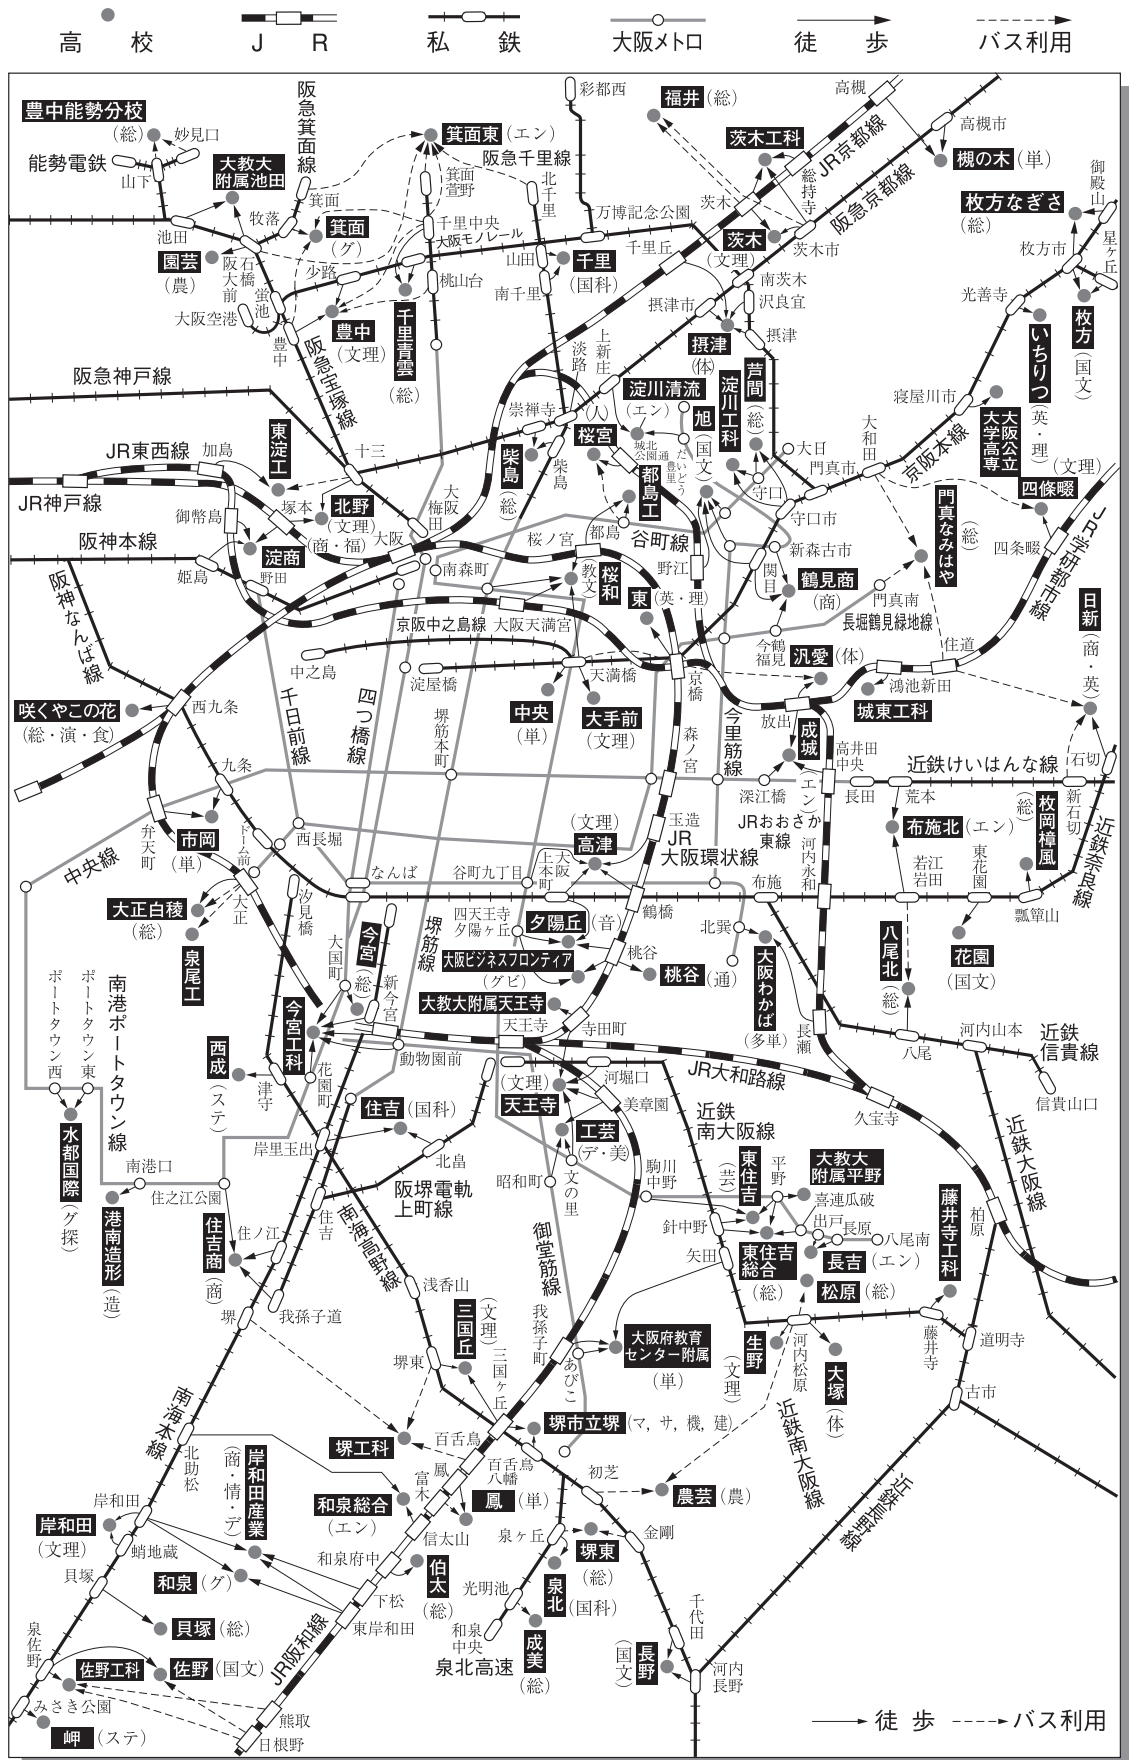 高校
JR
私鉄
大阪メトロ
徒歩
バス利用
豊中能勢分校
(総)
妙見口
能勢電鉄
山下
大教大
附属池田
阪急箕面線
箕面
牧落
池田
園芸
(農)
石橋
阪大前
蛍池
大阪空港
豊中
少路
箕面
(グ)
箕面東(エン)
箕面萱野
阪急千里線
北千里
千里中央
大阪モノレール
桃山台
山田
南千里
豊中
(文理)
千里青雲
(総)
千里
(国科)
彩都西
万博記念公園
千里丘
福井(総)
茨木工科
高槻
JR京都線
総持寺
高槻市
槻の木(単)
阪急京都線
茨木
茨木
(文理)
茨木市
南茨木
沢良宜
摂津市
摂津
摂津
(体)
御殿山
枚方なぎさ
(総)
枚方市
星ヶ丘
光善寺
枚方
(国文)
いちりつ
(英・理)
寝屋川市
大阪公立
大学高専
京阪本線
大和田
門真市
阪急神戸線
阪急宝塚線
JR東西線
加島
東淀工
十三
JR神戸線
御幣島
塚本
北野
(文理)
大阪梅田
大阪
淀商
(商・福)
阪神本線
姫島
野田
阪神なんば線
淡路
上新庄
崇禅寺
柴島
(総)
柴島
(人)
桜宮
淀川清流
(エン)
城北公園通
だいどう豊里
旭
(国文)
淀川工科
芦間
(総)
大日
守口
守口市
都島工
都島
谷町線
桜ノ宮
南森町
野江
新森古市
関目
教文
桜和
東(英・理)
鶴見商
(商)
門真なみはや
(総)
四條畷
(文理)
四条畷
JR学研都市線
門真南
長堀鶴見緑地線
今福鶴見
住道
日新
(商・英)
京阪中之島線
大阪天満宮
中之島
淀屋橋
天満橋
京橋
汎愛(体)
鴻池新田
城東工科
放出
成城
(エン)
咲くやこの花
(総・演・食)
西九条
千日前線
四つ橋線
堺筋本町
中央
(単)
大手前
(文理)
森ノ宮
今里筋線
深江橋
高井田中央
長田
荒本
近鉄けいはんな線
石切
新石切
九条
弁天町
市岡
(単)
中央線
ドーム前
西長堀
玉造
JR
大阪環状線
JRおおさか
東線
河内永和
布施北(エン)
若江岩田
東花園
枚岡樟風
(総)
近鉄奈良線
瓢箪山
(文理)
高津
なんば
谷町九丁目
大阪上本町
布施
大正白稜
(総)
大正
泉尾工
汐見橋
今宮
(総)
大国町
新今宮
堺筋線
四天王寺
夕陽ヶ丘
夕陽丘(音)
鶴橋
大阪ビジネスフロンティア
(グビ)
桃谷
桃谷(通)
北巽
大阪わかば
(多単)
八尾北
(総)
花園
(国文)
大教大附属天王寺
天王寺
寺田町
長瀬
八尾
河内山本
近鉄
信貴線
信貴山口
ポートタウン西
ポートタウン東
南港ポートタウン線
水都国際
(グ探)
今宮工科
西成
(ステ)
津守
花園町
動物園前
住吉(国科)
岸里玉出
北畠
阪堺電軌
上町線
(文理)
天王寺
河堀口
美章園
工芸
(デ・美)
昭和町
文の里
JR大和路線
近鉄
南大阪線
久宝寺
近鉄大阪線
柏原
南港口
住之江公園
港南造形
(造)
住吉商
(商)
住ノ江
住吉
我孫子道
南海高野線
浅香山
堺
堺東
三国丘
(文理)
三国ヶ丘
御堂筋線
我孫子町
あびこ
駒川中野
東住吉
(芸)
平野
大教大
附属平野
喜連瓜破
出戸
長原
八尾南
針中野
矢田
東住吉
総合
(総)
長吉(エン)
松原(総)
藤井寺工科
藤井寺
道明寺
大阪府教育
センター附属
(単)
生野
(文理)
河内松原
大塚
(体)
古市
近鉄南大阪線
近鉄長野線
南海本線
北助松
堺工科
堺市立堺(マ,サ,機,建)
百舌鳥
百舌鳥八幡
鳳
鳳(単)
富木
信太山
初芝
農芸(農)
和泉総合
(エン)
岸和田産業
(商・情・デ)
岸和田
岸和田
(文理)
蛸地蔵
貝塚
和泉(グ)
貝塚(総)
和泉府中
伯太
(総)
下松
東岸和田
JR阪和線
泉ヶ丘
光明池
堺東
(総)
泉北(国科)
金剛
成美
(総)
和泉中央
泉北高速
千代田
長野
(国文)
河内長野
泉佐野
佐野工科
佐野(国文)
みさき公園
岬(ステ)
熊取
日根野
徒歩
バス利用